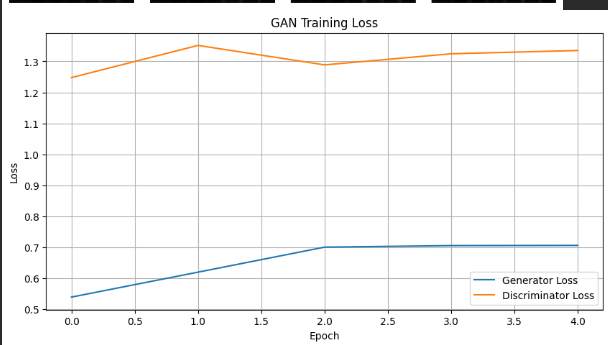 GAN Training Loss
1.3
1.2
1.1
1.0
0.9
0.8
0.7
0.6
0.5
Loss
Generator Loss
Discriminator Loss
0.0 0.5 1.0 1.5 2.0 2.5 3.0 3.5 4.0
Epoch